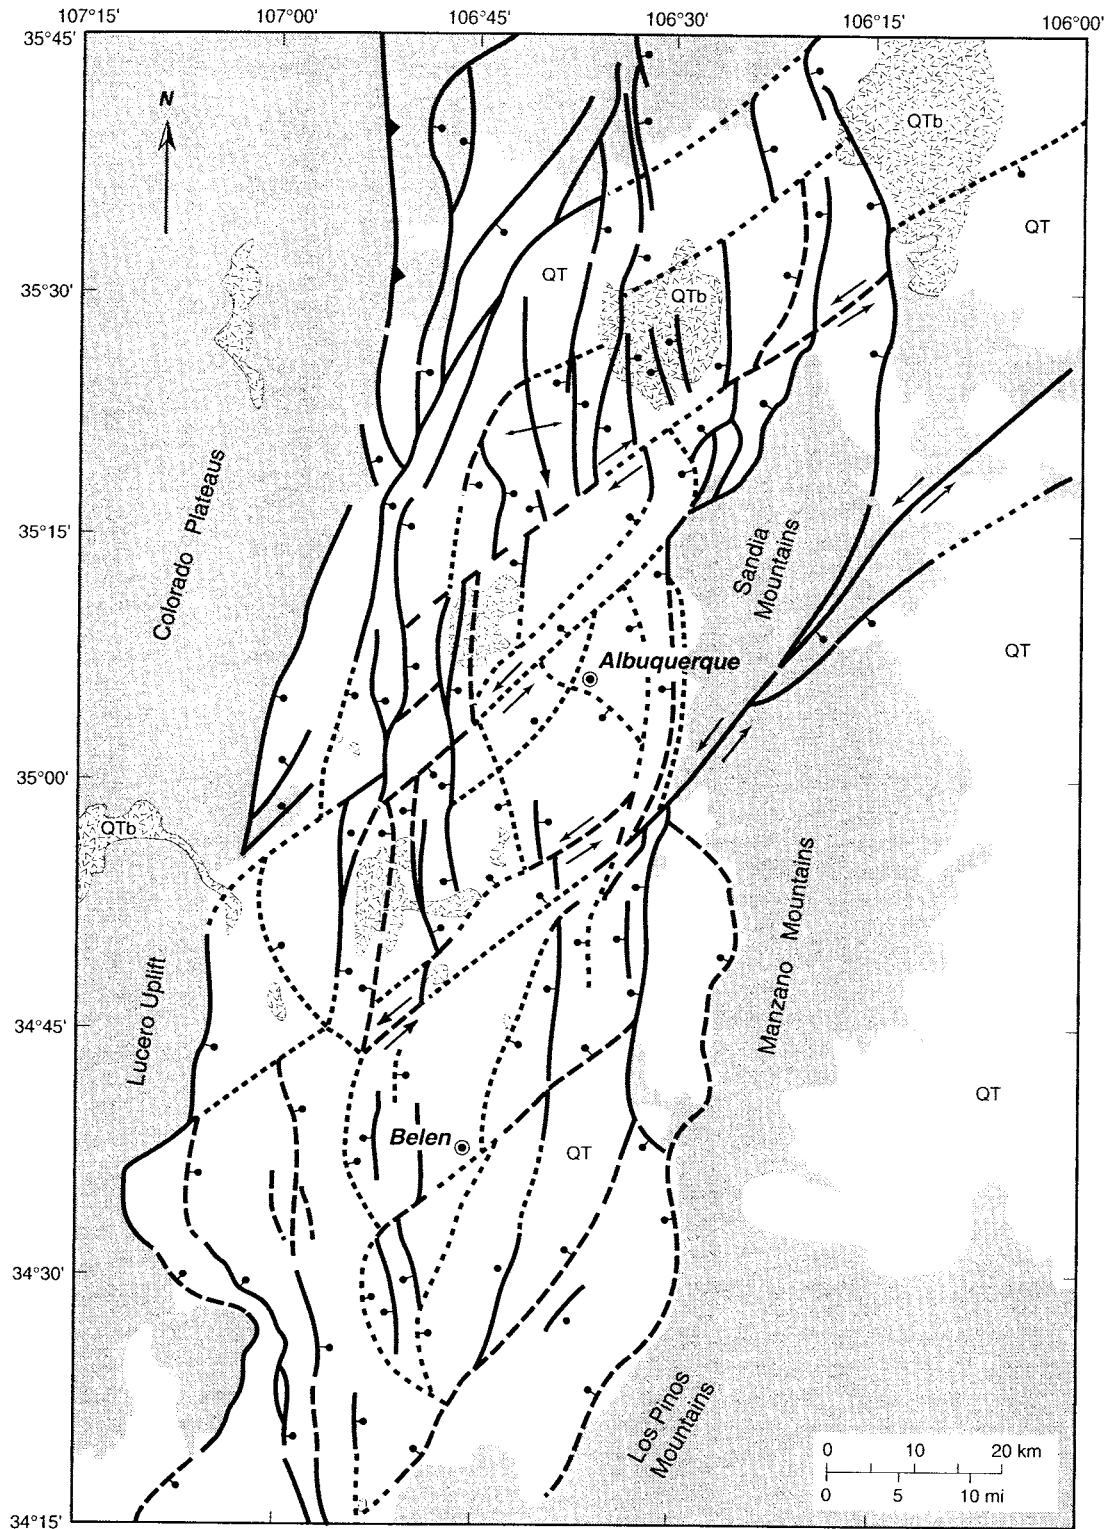 107°15'
107°00'
106°45'
106°30'
106°15'
106°00'
35°45'
N
QTb
QT
QT
35°30'
QTb
Colorado Plateaus
35°15'
Sandia
Mountains
Albuquerque
QT
35°00'
QTb
Manzano Mountains
Lucero Uplift
34°45'
QT
Belen
QT
34°30'
Los Pinos
Mountains
0 10 20 km
0 5 10 mi
34°15'